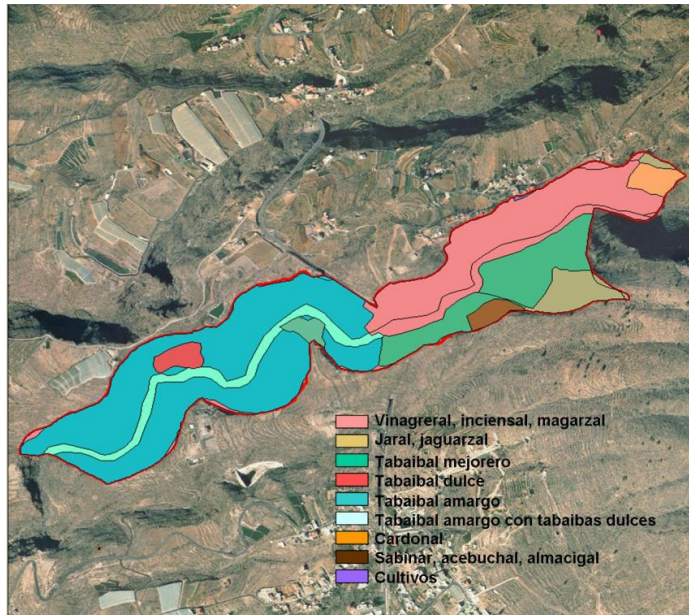 Vinagreral, inciensal, magarzal
Jaral, jaguarzal
Tabaibal mejorero
Tabaibal dulce
Tabaibal amargo
Tabaibal amargo con tabaibas dulces
Cardonal
Sabinar, acebuchal, almacigal
Cultivos